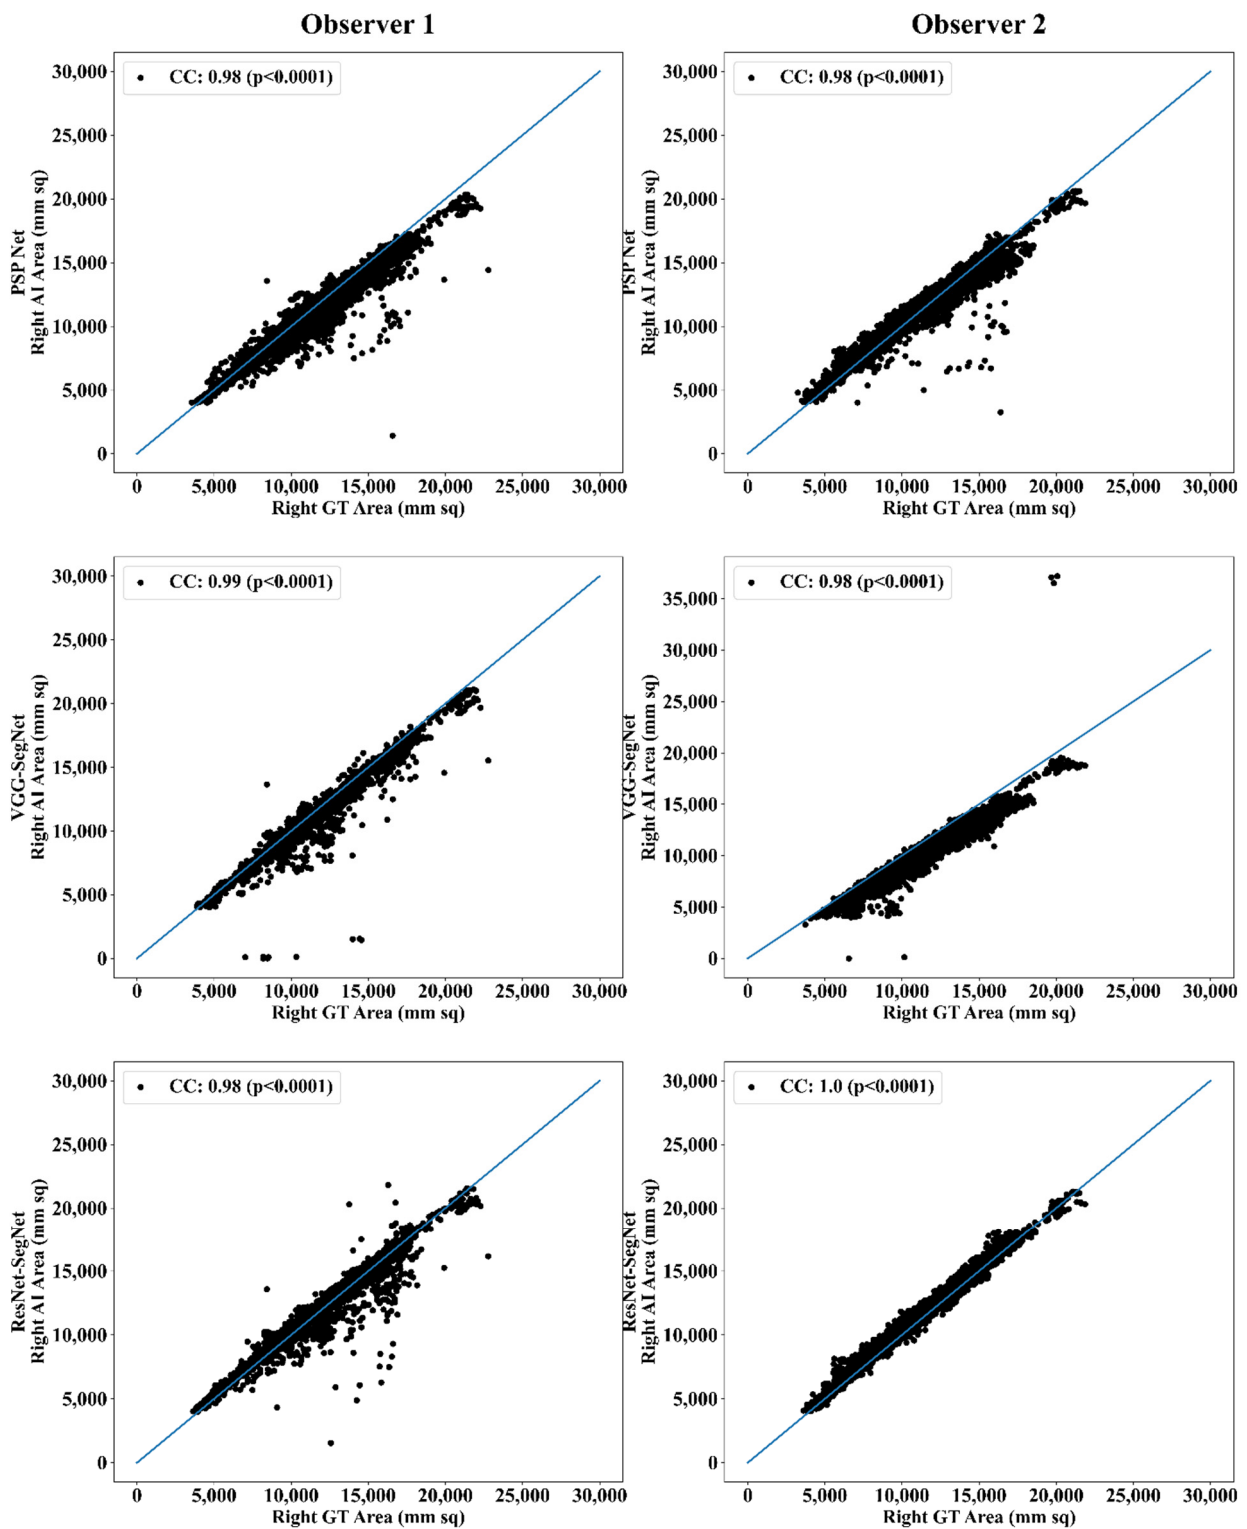 Observer 1
Observer 2
CC: 0.98 (p<0.0001)
30,000
25,000
20,000
15,000
10,000
5,000
0
PSP Net
Right AI Area (mm sq)
0 5,000 10,000 15,000 20,000 25,000 30,000
Right GT Area (mm sq)
CC: 0.98 (p<0.0001)
30,000
25,000
20,000
15,000
10,000
5,000
0
PSP Net
Right AI Area (mm sq)
0 5,000 10,000 15,000 20,000 25,000 30,000
Right GT Area (mm sq)
CC: 0.99 (p<0.0001)
30,000
25,000
20,000
15,000
10,000
5,000
0
VGG-SegNet
Right AI Area (mm sq)
0 5,000 10,000 15,000 20,000 25,000 30,000
Right GT Area (mm sq)
CC: 0.98 (p<0.0001)
35,000
30,000
25,000
20,000
15,000
10,000
5,000
0
VGG-SegNet
Right AI Area (mm sq)
0 5,000 10,000 15,000 20,000 25,000 30,000
Right GT Area (mm sq)
CC: 0.98 (p<0.0001)
30,000
25,000
20,000
15,000
10,000
5,000
0
ResNet-SegNet
Right AI Area (mm sq)
0 5,000 10,000 15,000 20,000 25,000 30,000
Right GT Area (mm sq)
CC: 1.0 (p<0.0001)
30,000
25,000
20,000
15,000
10,000
5,000
0
ResNet-SegNet
Right AI Area (mm sq)
0 5,000 10,000 15,000 20,000 25,000 30,000
Right GT Area (mm sq)